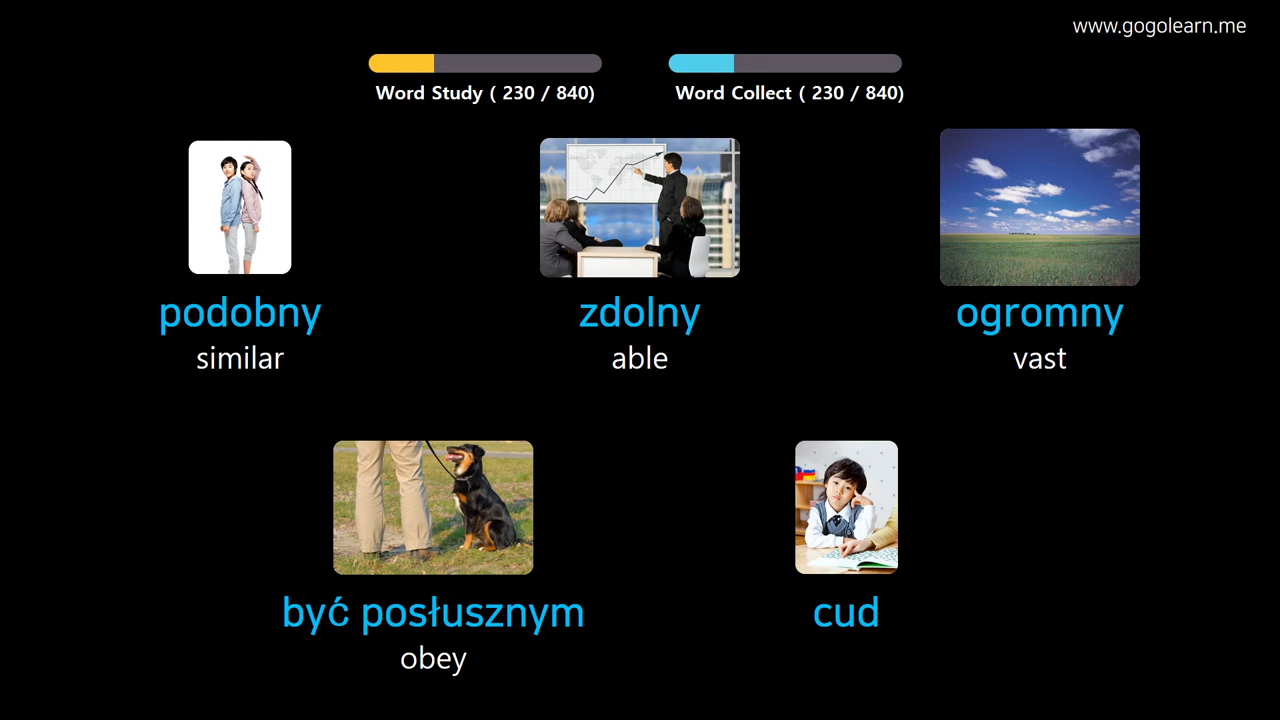 www.gogolearn.me
Word Study ( 230 / 840)
Word Collect ( 230 / 840)
podobny
similar
zdolny
able
ogromny
vast
być posłusznym
obey
cud